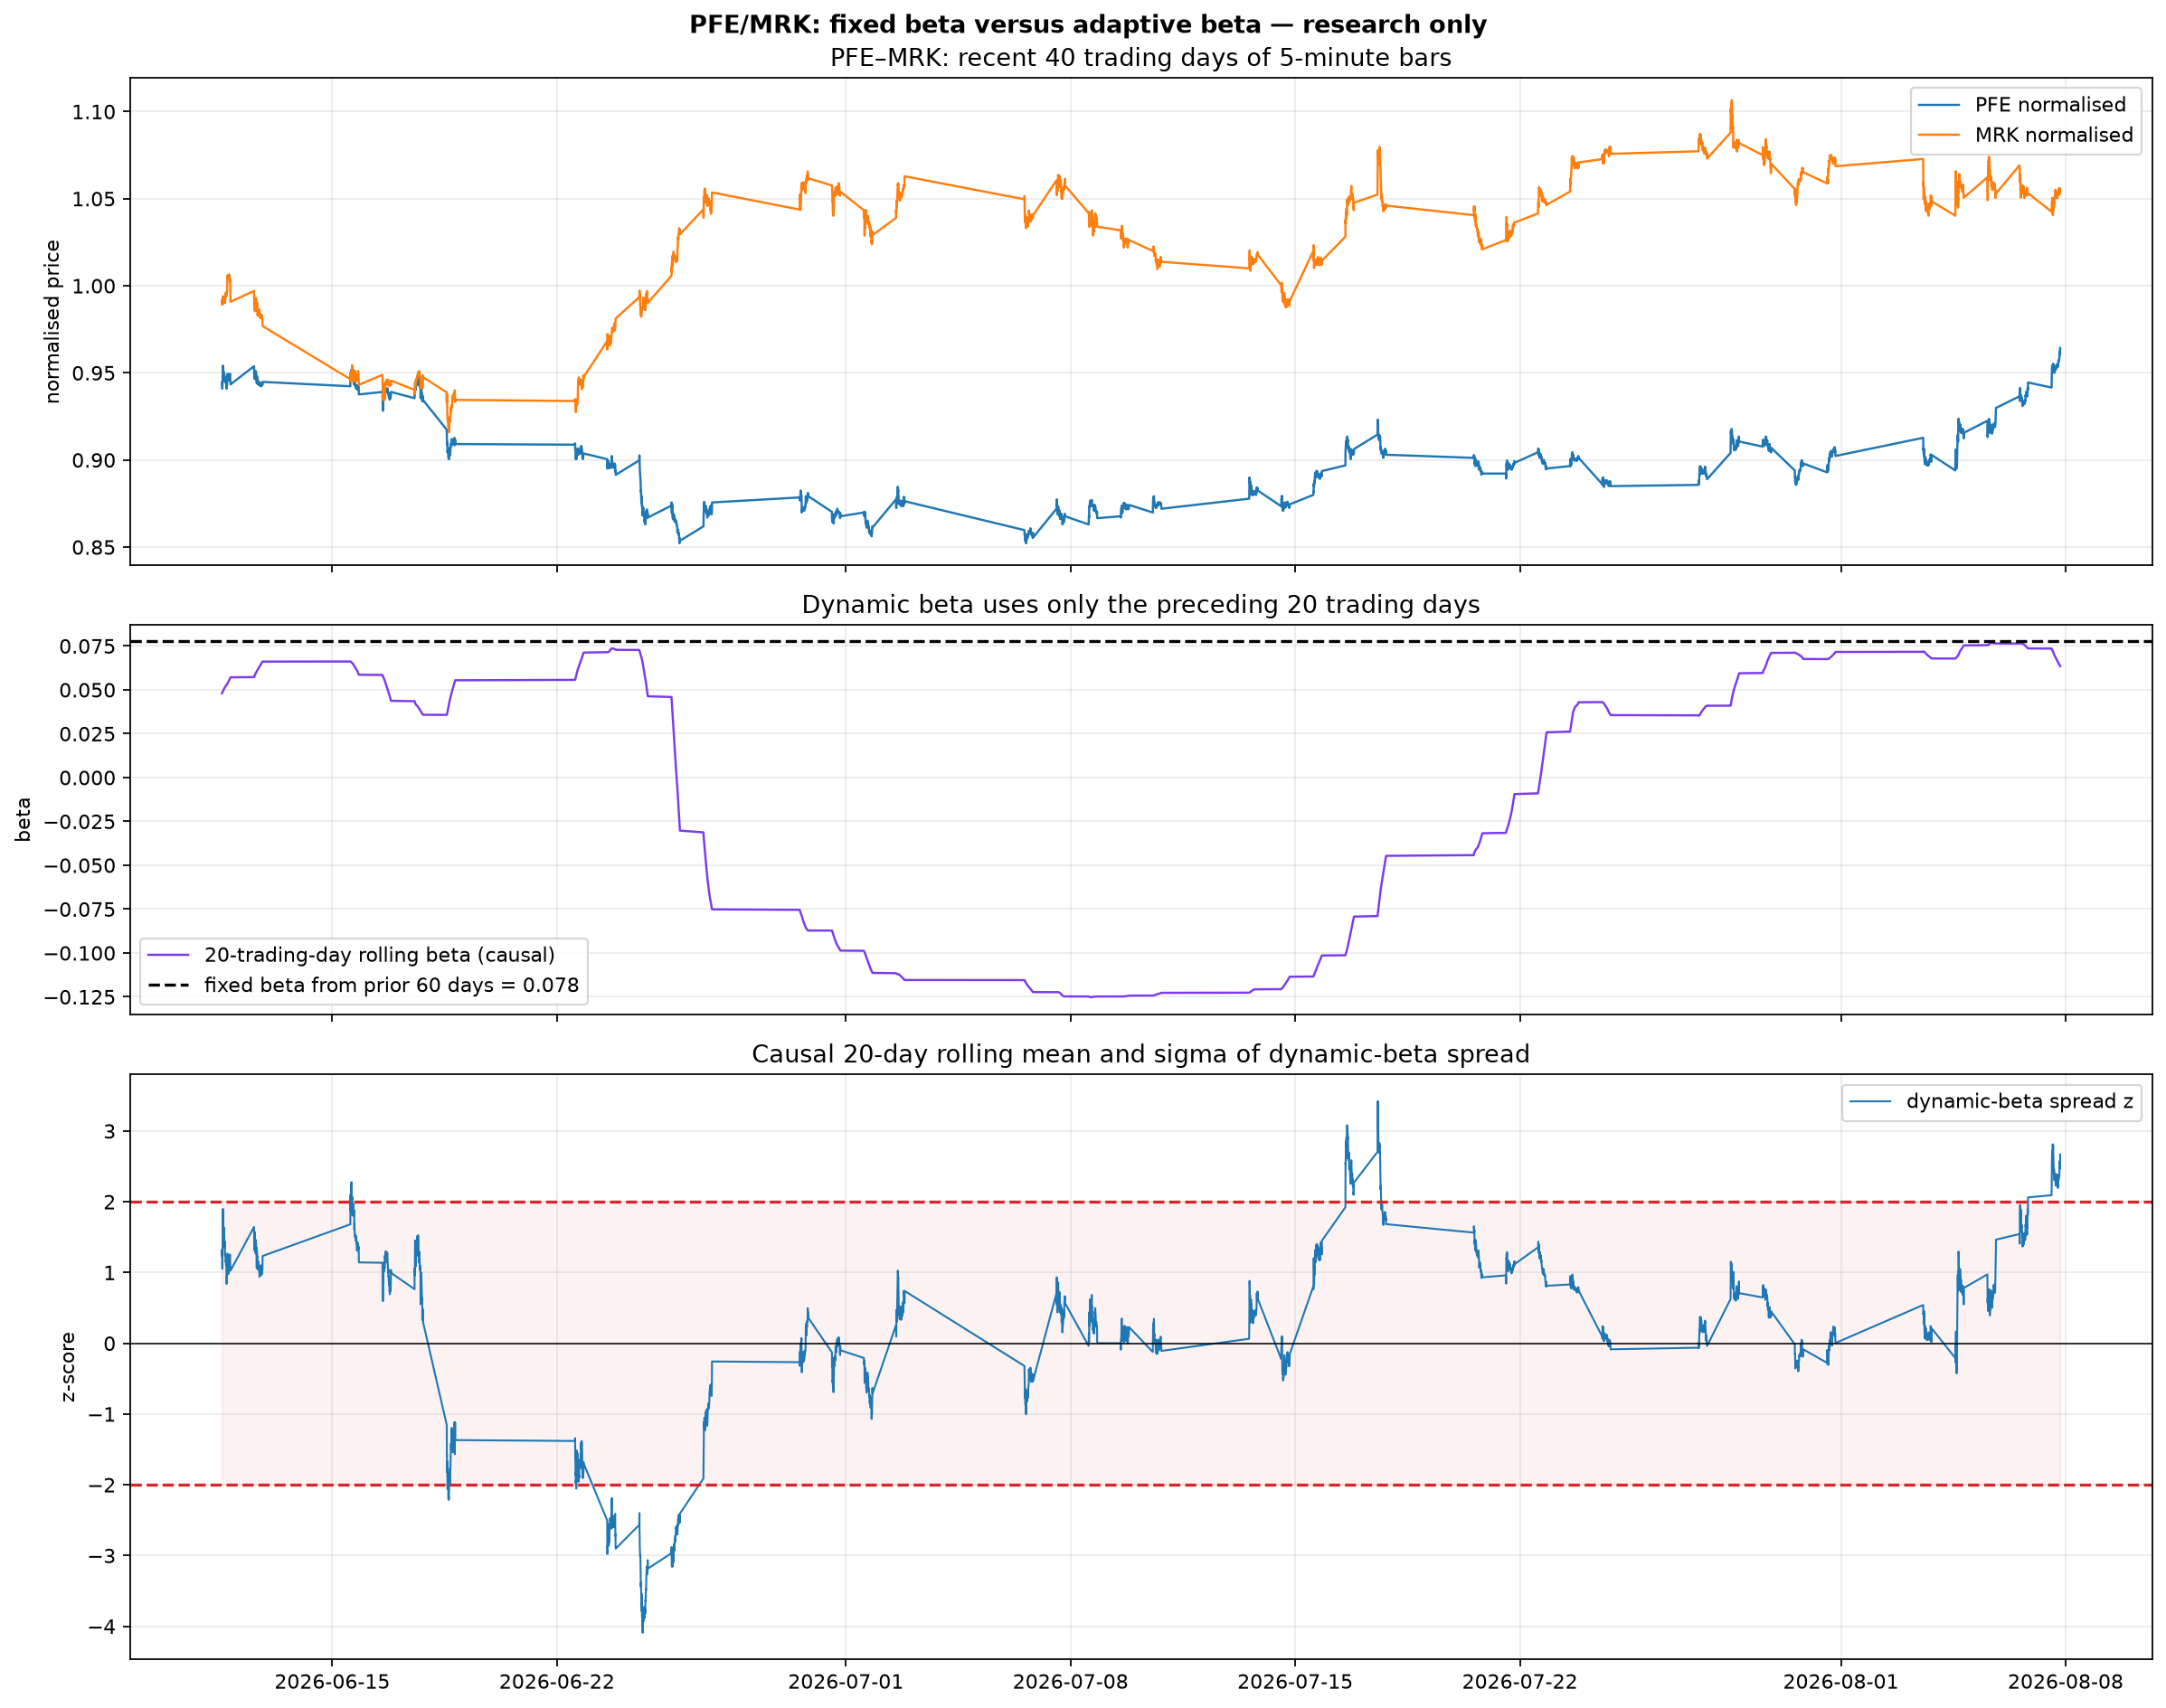 PFE/MRK: fixed beta versus adaptive beta — research only
PFE–MRK: recent 40 trading days of 5-minute bars
normalised price
1.10
1.05
1.00
0.95
0.90
0.85
PFE normalised
MRK normalised
Dynamic beta uses only the preceding 20 trading days
beta
0.075
0.050
0.025
0.000
−0.025
−0.050
−0.075
−0.100
−0.125
20-trading-day rolling beta (causal)
fixed beta from prior 60 days = 0.078
Causal 20-day rolling mean and sigma of dynamic-beta spread
z-score
3
2
1
0
−1
−2
−3
−4
dynamic-beta spread z
2026-06-15
2026-06-22
2026-07-01
2026-07-08
2026-07-15
2026-07-22
2026-08-01
2026-08-08